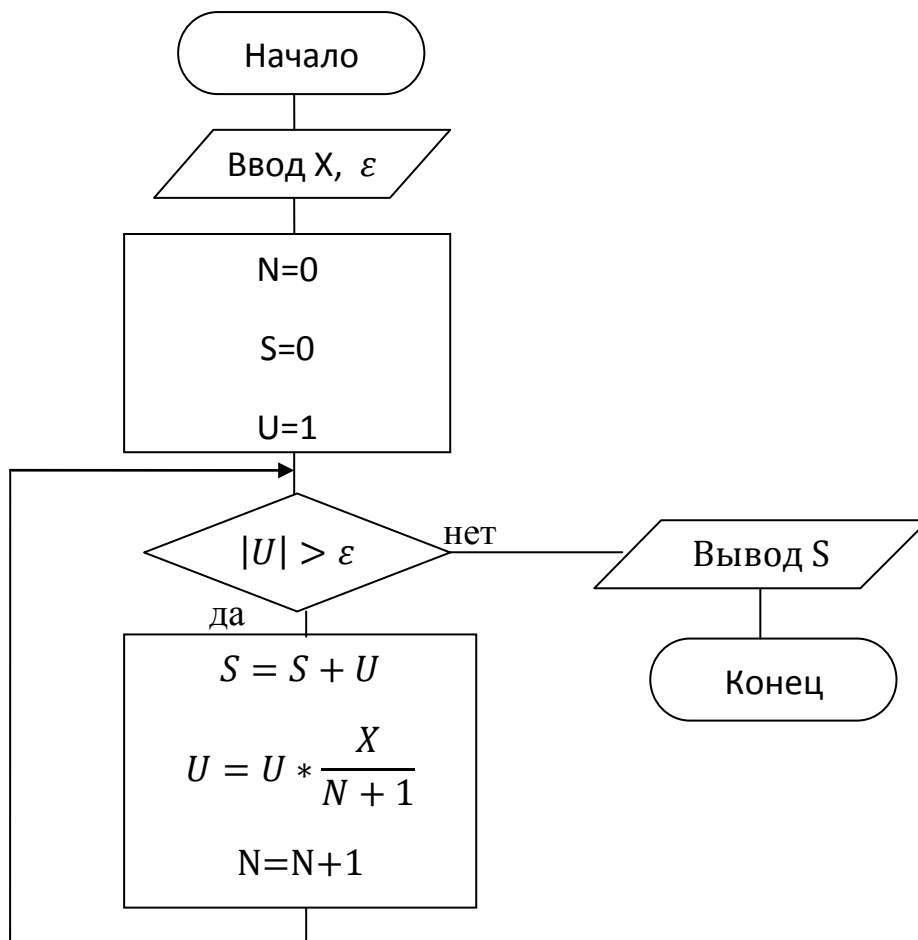 Начало
Ввод X, ε
N=0
S=0
U=1
|U| > ε
нет
Вывод S
да
Конец
S = S + U
U = U * X / N + 1
N=N+1